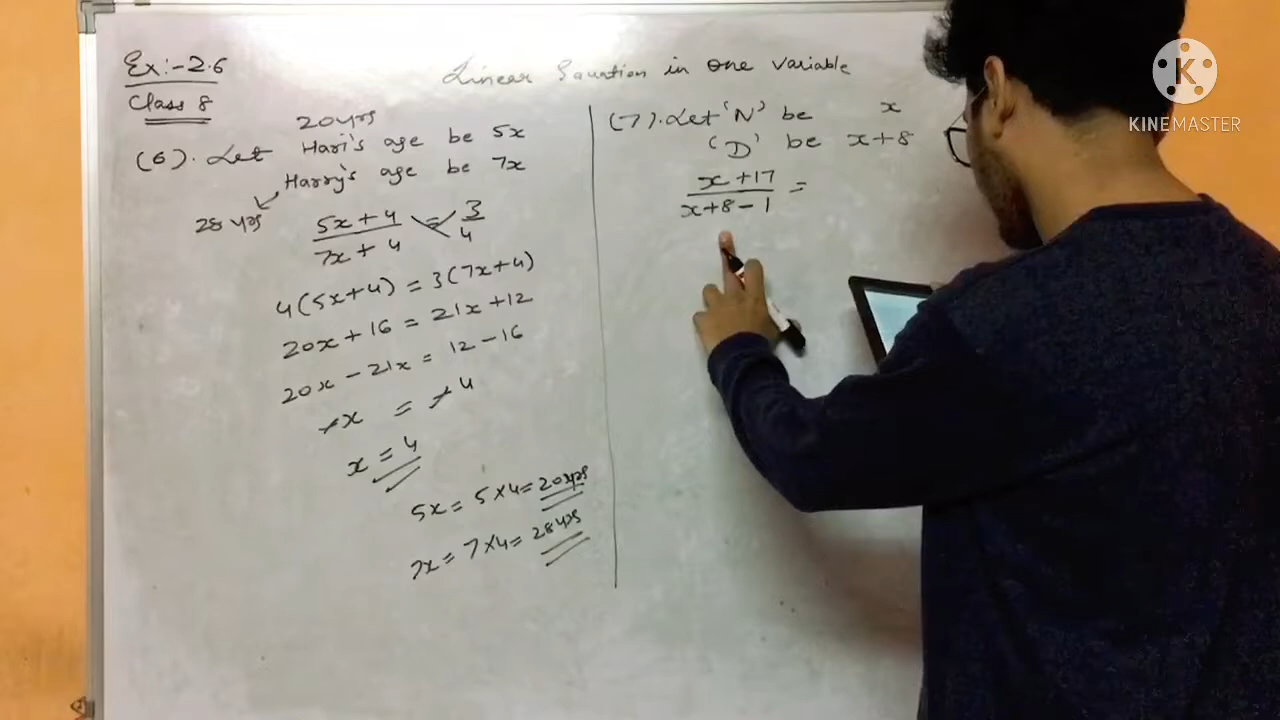 Ex:-2.6
Class 8
Linear Equation in one variable
20yrs
(6). Let Hari's age be 5x
Harry's age be 7x
28 yrs
5x+4 / 7x+4 = 3/4
4(5x+4) = 3(7x+4)
20x+16 = 21x+12
20x-21x = 12-16
-x = -4
x = 4
5x = 5×4= 20yrs
7x = 7×4= 28yrs
(7). Let 'N' be x
'D' be x+8
x+17 / x+8-1 =
K
KINEMASTER